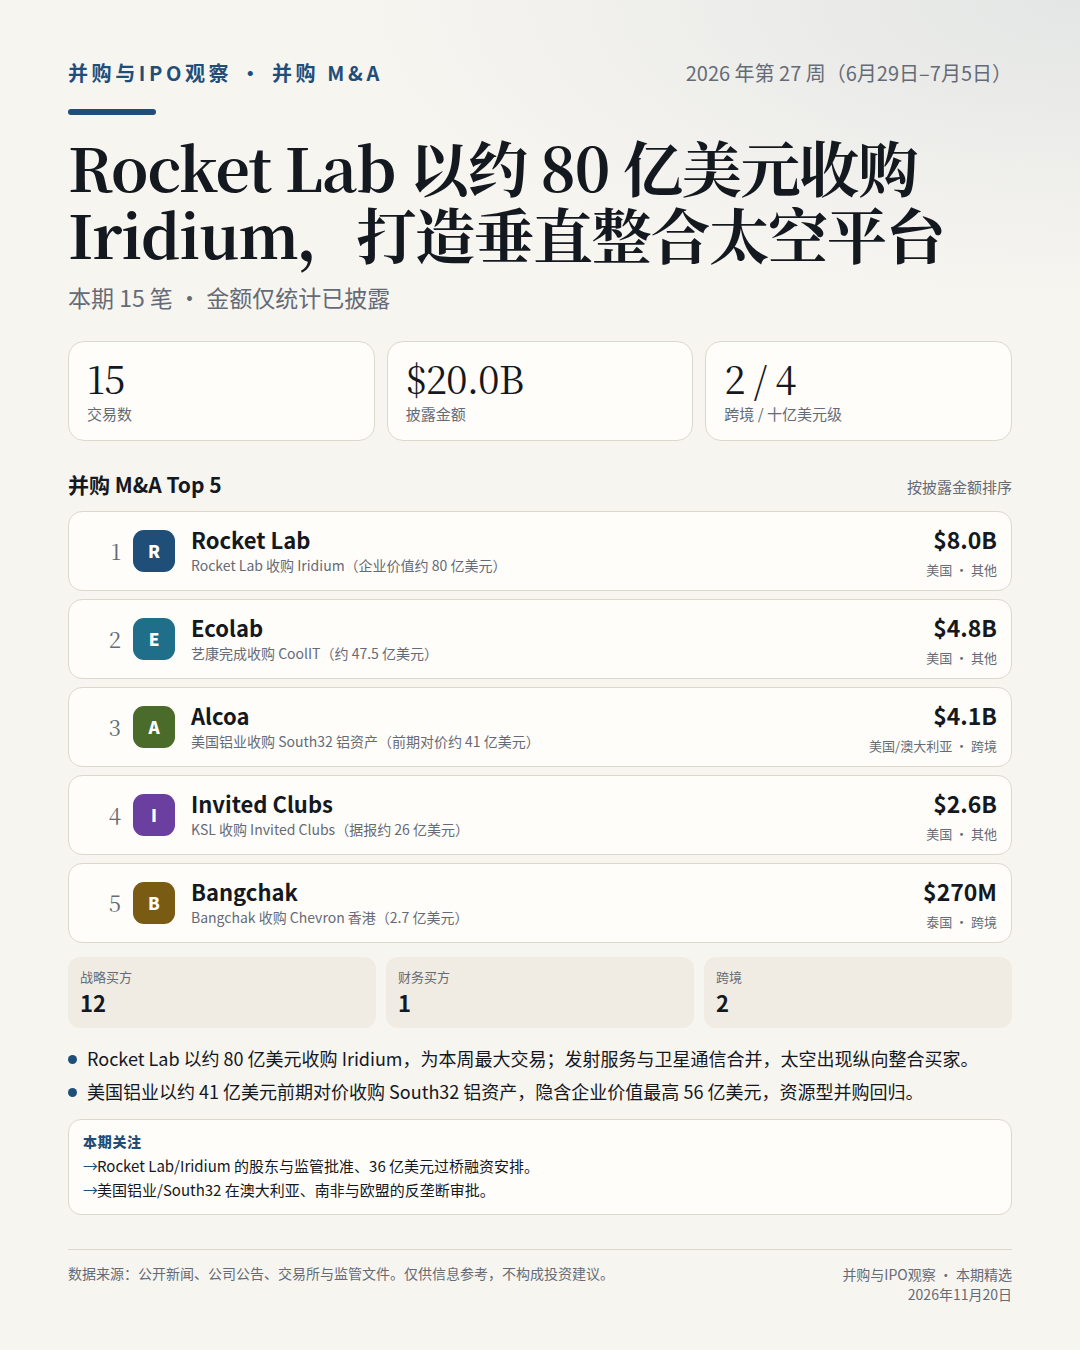 并购与IPO观察 · 并购 M&A
2026 年第 27 周（6月29日–7月5日）
Rocket Lab 以约 80 亿美元收购
Iridium，打造垂直整合太空平台
本期 15 笔 · 金额仅统计已披露
15
交易数
$20.0B
披露金额
2 / 4
跨境 / 十亿美元级
并购 M&A Top 5
按披露金额排序
1
R
Rocket Lab
Rocket Lab 收购 Iridium（企业价值约 80 亿美元）
$8.0B
美国 · 其他
2
E
Ecolab
艺康完成收购 CoolIT（约 47.5 亿美元）
$4.8B
美国 · 其他
3
A
Alcoa
美国铝业收购 South32 铝资产（前期对价约 41 亿美元）
$4.1B
美国/澳大利亚 · 跨境
4
I
Invited Clubs
KSL 收购 Invited Clubs（据报约 26 亿美元）
$2.6B
美国 · 其他
5
B
Bangchak
Bangchak 收购 Chevron 香港（2.7 亿美元）
$270M
泰国 · 跨境
战略买方
12
财务买方
1
跨境
2
Rocket Lab 以约 80 亿美元收购 Iridium，为本周最大交易；发射服务与卫星通信合并，太空出现纵向整合买家。
美国铝业以约 41 亿美元前期对价收购 South32 铝资产，隐含企业价值最高 56 亿美元，资源型并购回归。
本期关注
→Rocket Lab/Iridium 的股东与监管批准、36 亿美元过桥融资安排。
→美国铝业/South32 在澳大利亚、南非与欧盟的反垄断审批。
数据来源：公开新闻、公司公告、交易所与监管文件。仅供信息参考，不构成投资建议。
并购与IPO观察 · 本期精选
2026年11月20日